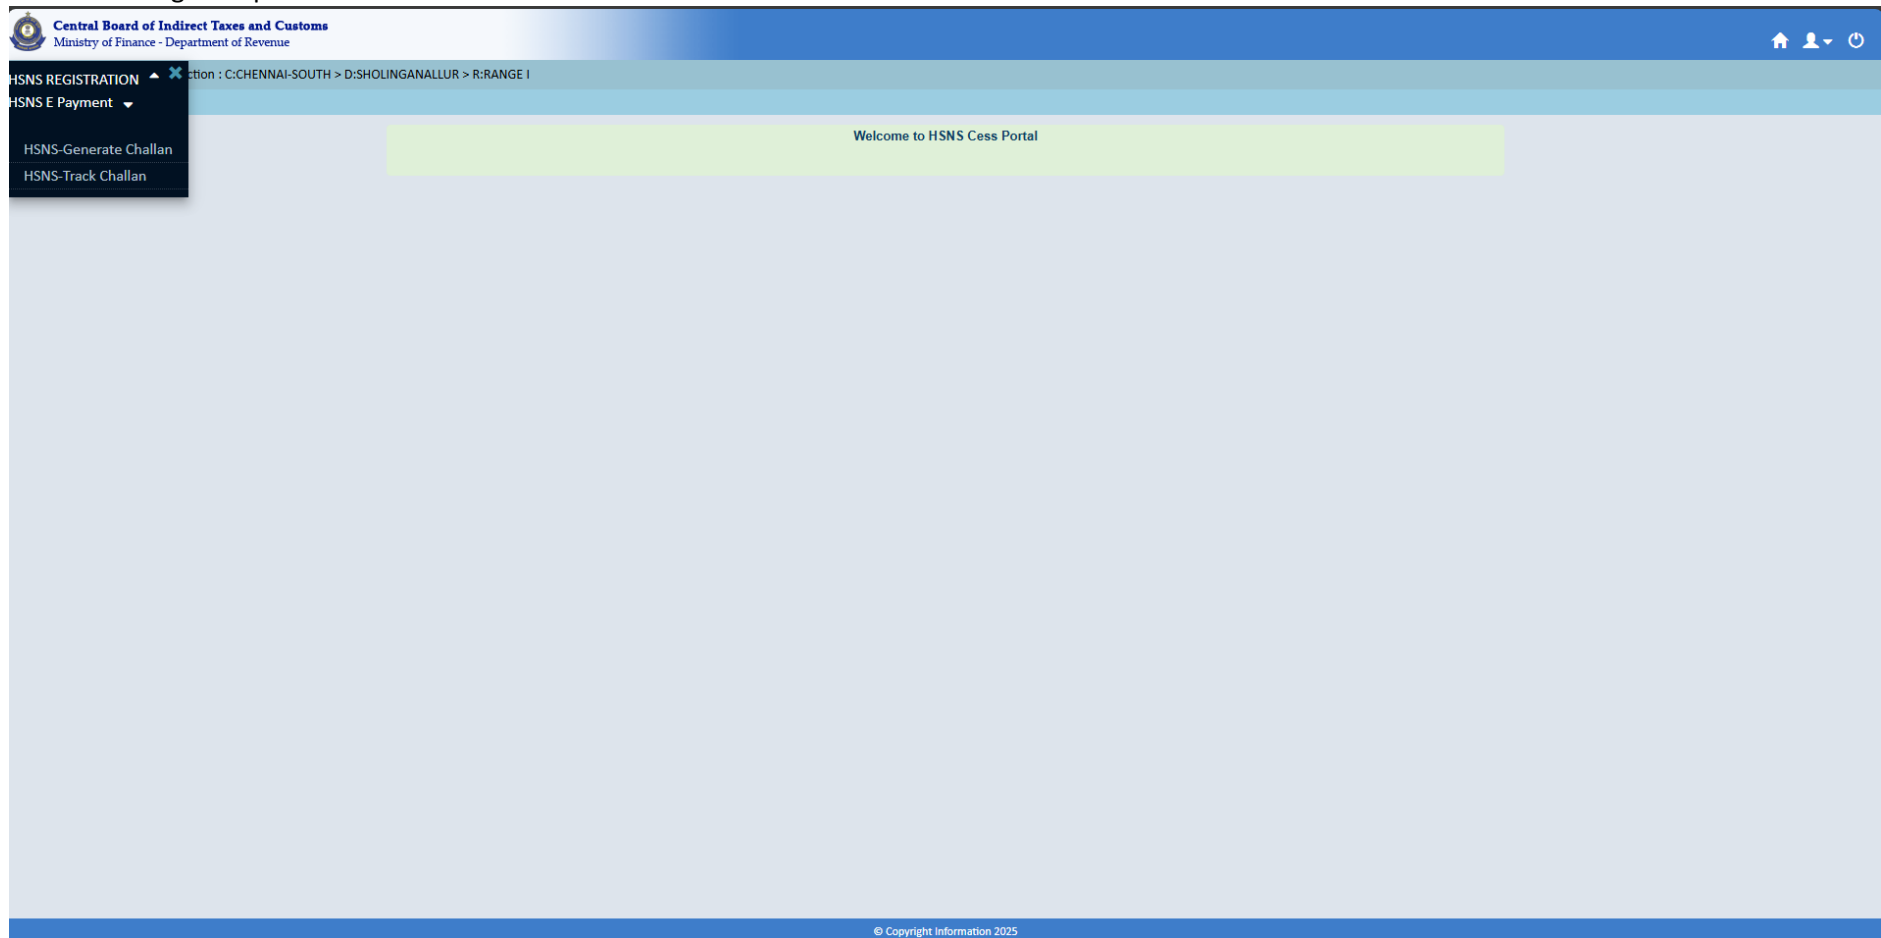 Central Board of Indirect Taxes and Customs
Ministry of Finance - Department of Revenue
HSNS REGISTRATION
ction : C:CHENNAI-SOUTH > D:SHOLINGANALLUR > R:RANGE I
HSNS E Payment
Welcome to HSNS Cess Portal
HSNS-Generate Challan
HSNS-Track Challan
© Copyright Information 2025